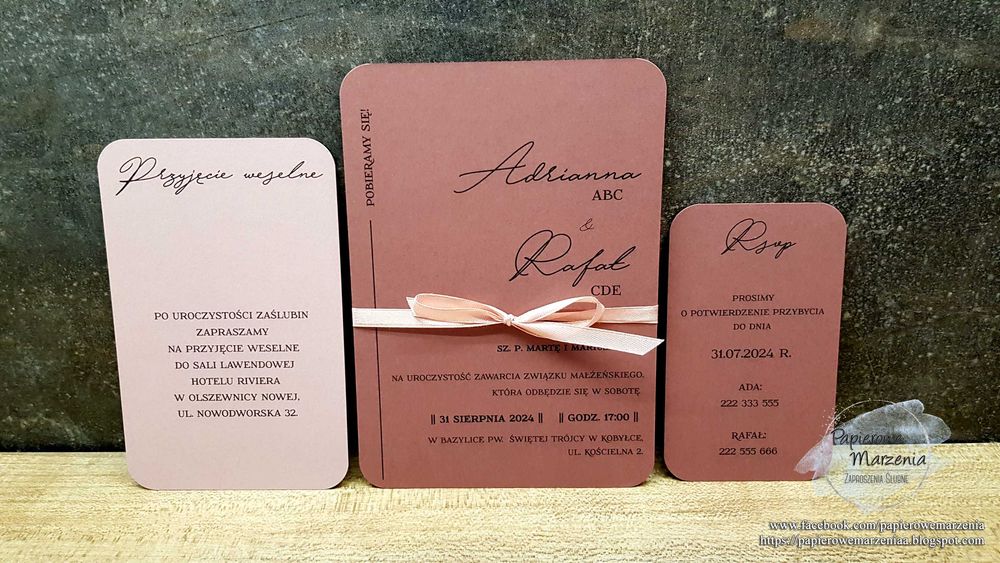 Przyjęcie weselne
PO UROCZYSTOŚCI ZAŚLUBIN
ZAPRASZAMY
NA PRZYJĘCIE WESELNE
DO SALI LAWENDOWEJ
HOTELU RIVIERA
W OLSZEWNICY NOWEJ,
UL. NOWODWORSKA 32.
POBIERAMY SIĘ!
Adrianna
ABC
&
Rafał
CDE
SZ. P. MARTĘ I
NA UROCZYSTOŚĆ ZAWARCIA ZWIĄZKU MAŁŻEŃSKIEGO,
KTÓRA ODBĘDZIE SIĘ W SOBOTĘ,
|| 31 SIERPNIA 2024 || || GODZ. 17:00 ||
W BAZYLICE PW. ŚWIĘTEJ TRÓJCY W KOBYŁCE,
UL. KOŚCIELNA 2.
Rsvp
PROSIMY
O POTWIERDZENIE PRZYBYCIA
DO DNIA
31.07.2024 R.
ADA:
222 333 555
RAFAŁ:
222 555 666
Papierowe
Marzenia
ZAPROSZENIA ŚLUBNE
www.facebook.com/papierowemarzenia
https://papierowemarzeniaa.blogspot.com